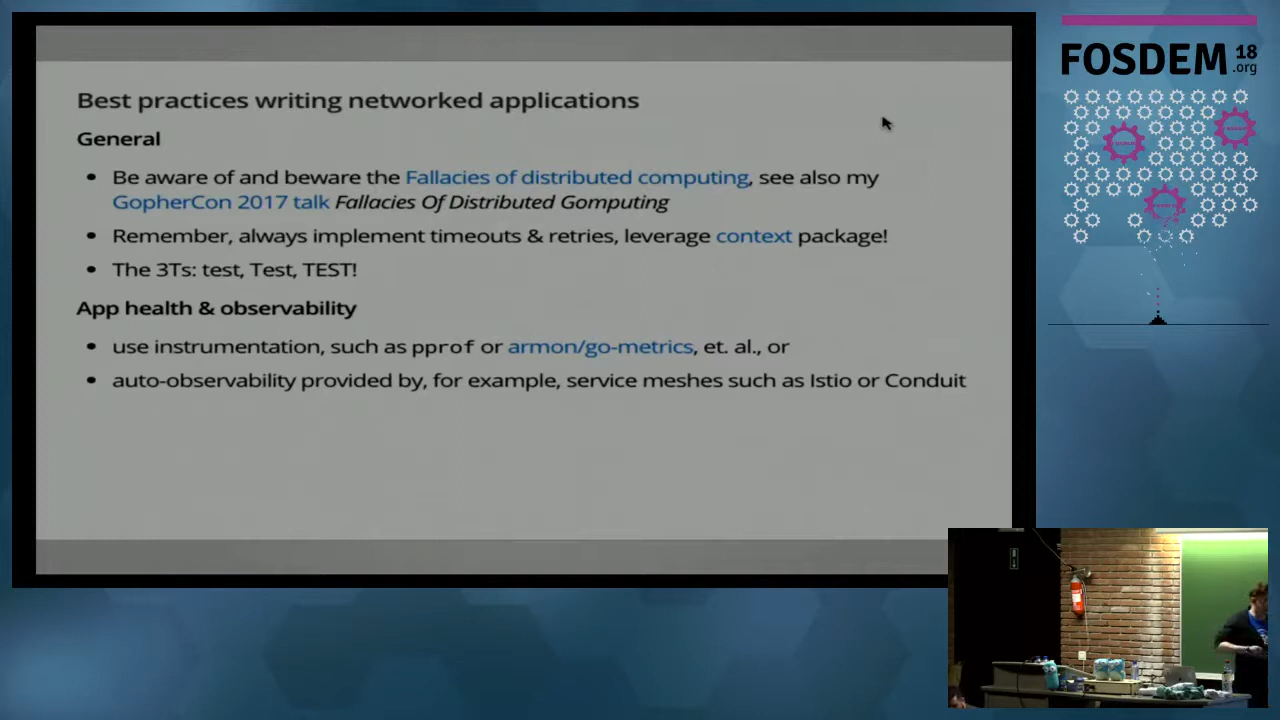 Best practices writing networked applications
General
• Be aware of and beware the Fallacies of distributed computing, see also my
GopherCon 2017 talk Fallacies Of Distributed Gomputing
• Remember, always implement timeouts & retries, leverage context package!
• The 3Ts: test, Test, TEST!
App health & observability
• use instrumentation, such as pprof or armon/go-metrics, et. al., or
• auto-observability provided by, for example, service meshes such as Istio or Conduit
FOSDEM 18
.org